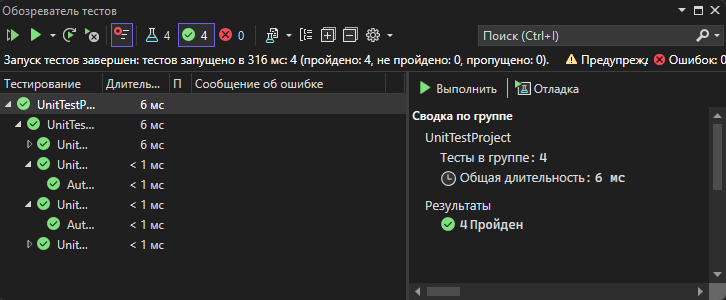 Обозреватель тестов
4 4 0 Поиск (Ctrl+I)
Запуск тестов завершен: тестов запущено в 316 мс: 4 (пройдено: 4, не пройдено: 0, пропущено: 0). Предупрежд Ошибок: 0
Тестирование Длитель... П Сообщение об ошибке
UnitTestP... 6 мс
UnitTes... 6 мс
Unit... 6 мс
Unit... < 1 мс
Aut... < 1 мс
Unit... < 1 мс
Aut... < 1 мс
Unit... < 1 мс
Выполнить Отладка
Сводка по группе
UnitTestProject
Тесты в группе: 4
Общая длительность: 6 мс
Результаты
4 Пройден